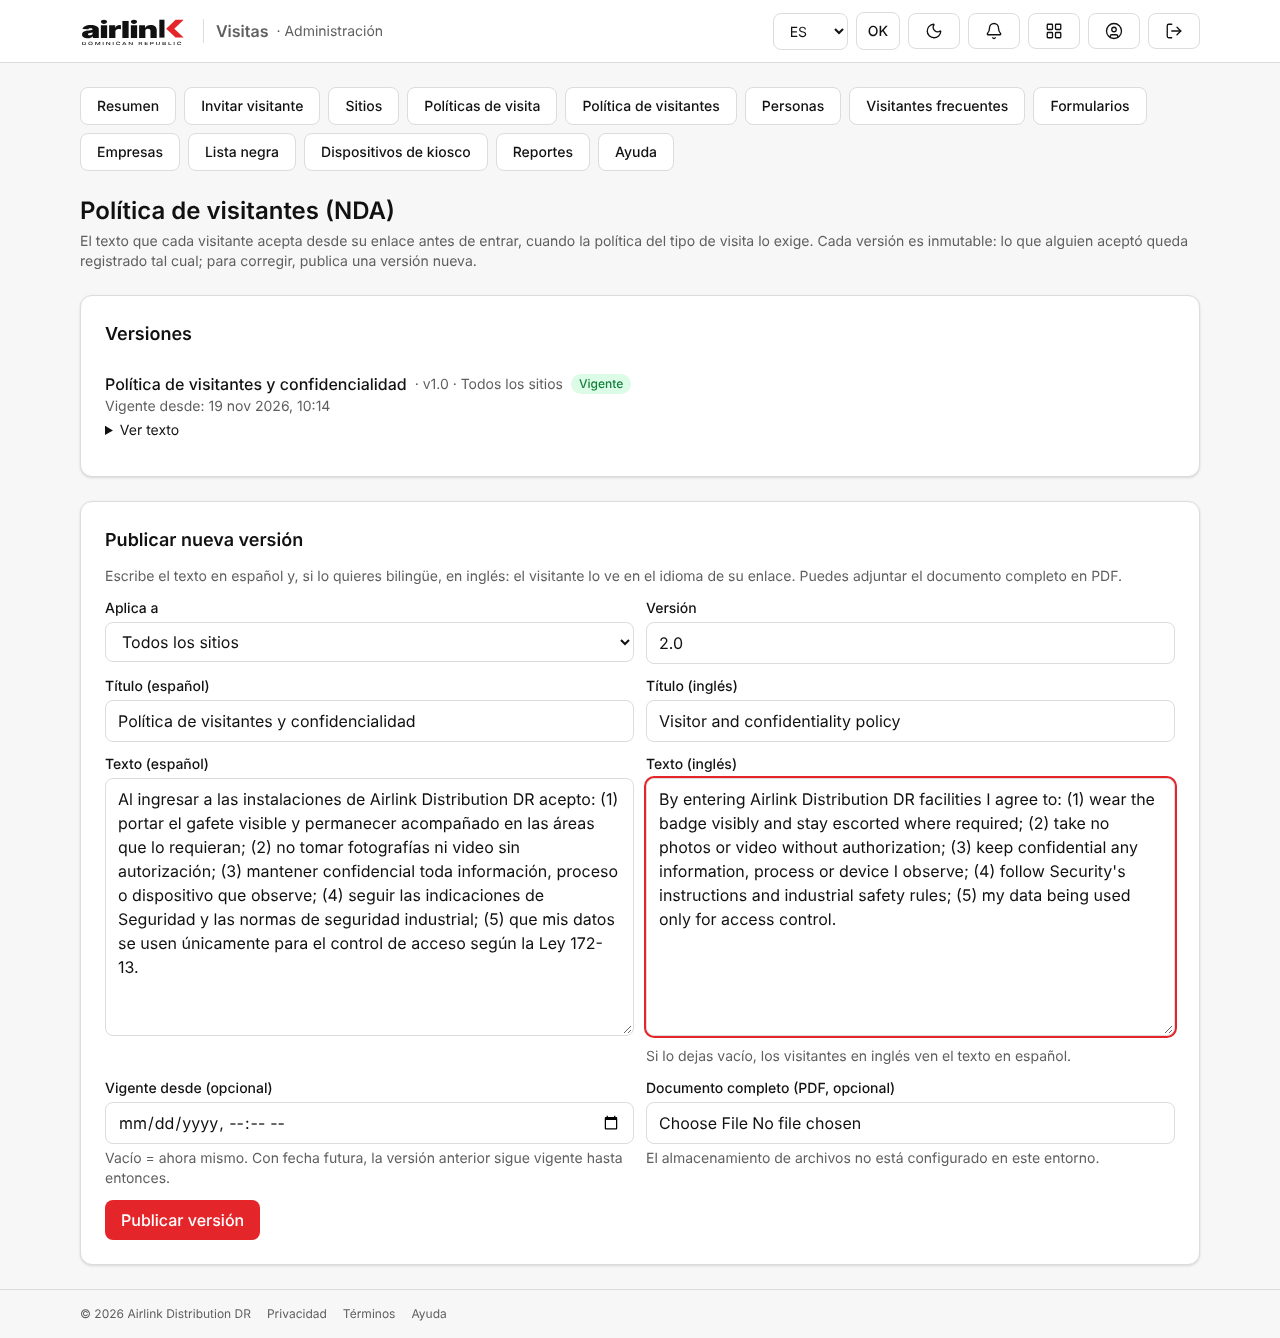 airlink
DOMINICAN REPUBLIC
Visitas · Administración
ES
OK
Resumen
Invitar visitante
Sitios
Políticas de visita
Política de visitantes
Personas
Visitantes frecuentes
Formularios
Empresas
Lista negra
Dispositivos de kiosco
Reportes
Ayuda
Política de visitantes (NDA)
El texto que cada visitante acepta desde su enlace antes de entrar, cuando la política del tipo de visita lo exige. Cada versión es inmutable: lo que alguien aceptó queda
registrado tal cual; para corregir, publica una versión nueva.
Versiones
Política de visitantes y confidencialidad · v1.0 · Todos los sitios Vigente
Vigente desde: 19 nov 2026, 10:14
Ver texto
Publicar nueva versión
Escribe el texto en español y, si lo quieres bilingüe, en inglés: el visitante lo ve en el idioma de su enlace. Puedes adjuntar el documento completo en PDF.
Aplica a
Todos los sitios
Versión
2.0
Título (español)
Política de visitantes y confidencialidad
Título (inglés)
Visitor and confidentiality policy
Texto (español)
Al ingresar a las instalaciones de Airlink Distribution DR acepto: (1)
portar el gafete visible y permanecer acompañado en las áreas
que lo requieran; (2) no tomar fotografías ni video sin
autorización; (3) mantener confidencial toda información, proceso
o dispositivo que observe; (4) seguir las indicaciones de
Seguridad y las normas de seguridad industrial; (5) que mis datos
se usen únicamente para el control de acceso según la Ley 172-
13.
Texto (inglés)
By entering Airlink Distribution DR facilities I agree to: (1) wear the
badge visibly and stay escorted where required; (2) take no
photos or video without authorization; (3) keep confidential any
information, process or device I observe; (4) follow Security's
instructions and industrial safety rules; (5) my data being used
only for access control.
Si lo dejas vacío, los visitantes en inglés ven el texto en español.
Vigente desde (opcional)
mm/dd/yyyy, --:-- --
Vacío = ahora mismo. Con fecha futura, la versión anterior sigue vigente hasta
entonces.
Documento completo (PDF, opcional)
Choose File No file chosen
El almacenamiento de archivos no está configurado en este entorno.
Publicar versión
© 2026 Airlink Distribution DR
Privacidad
Términos
Ayuda